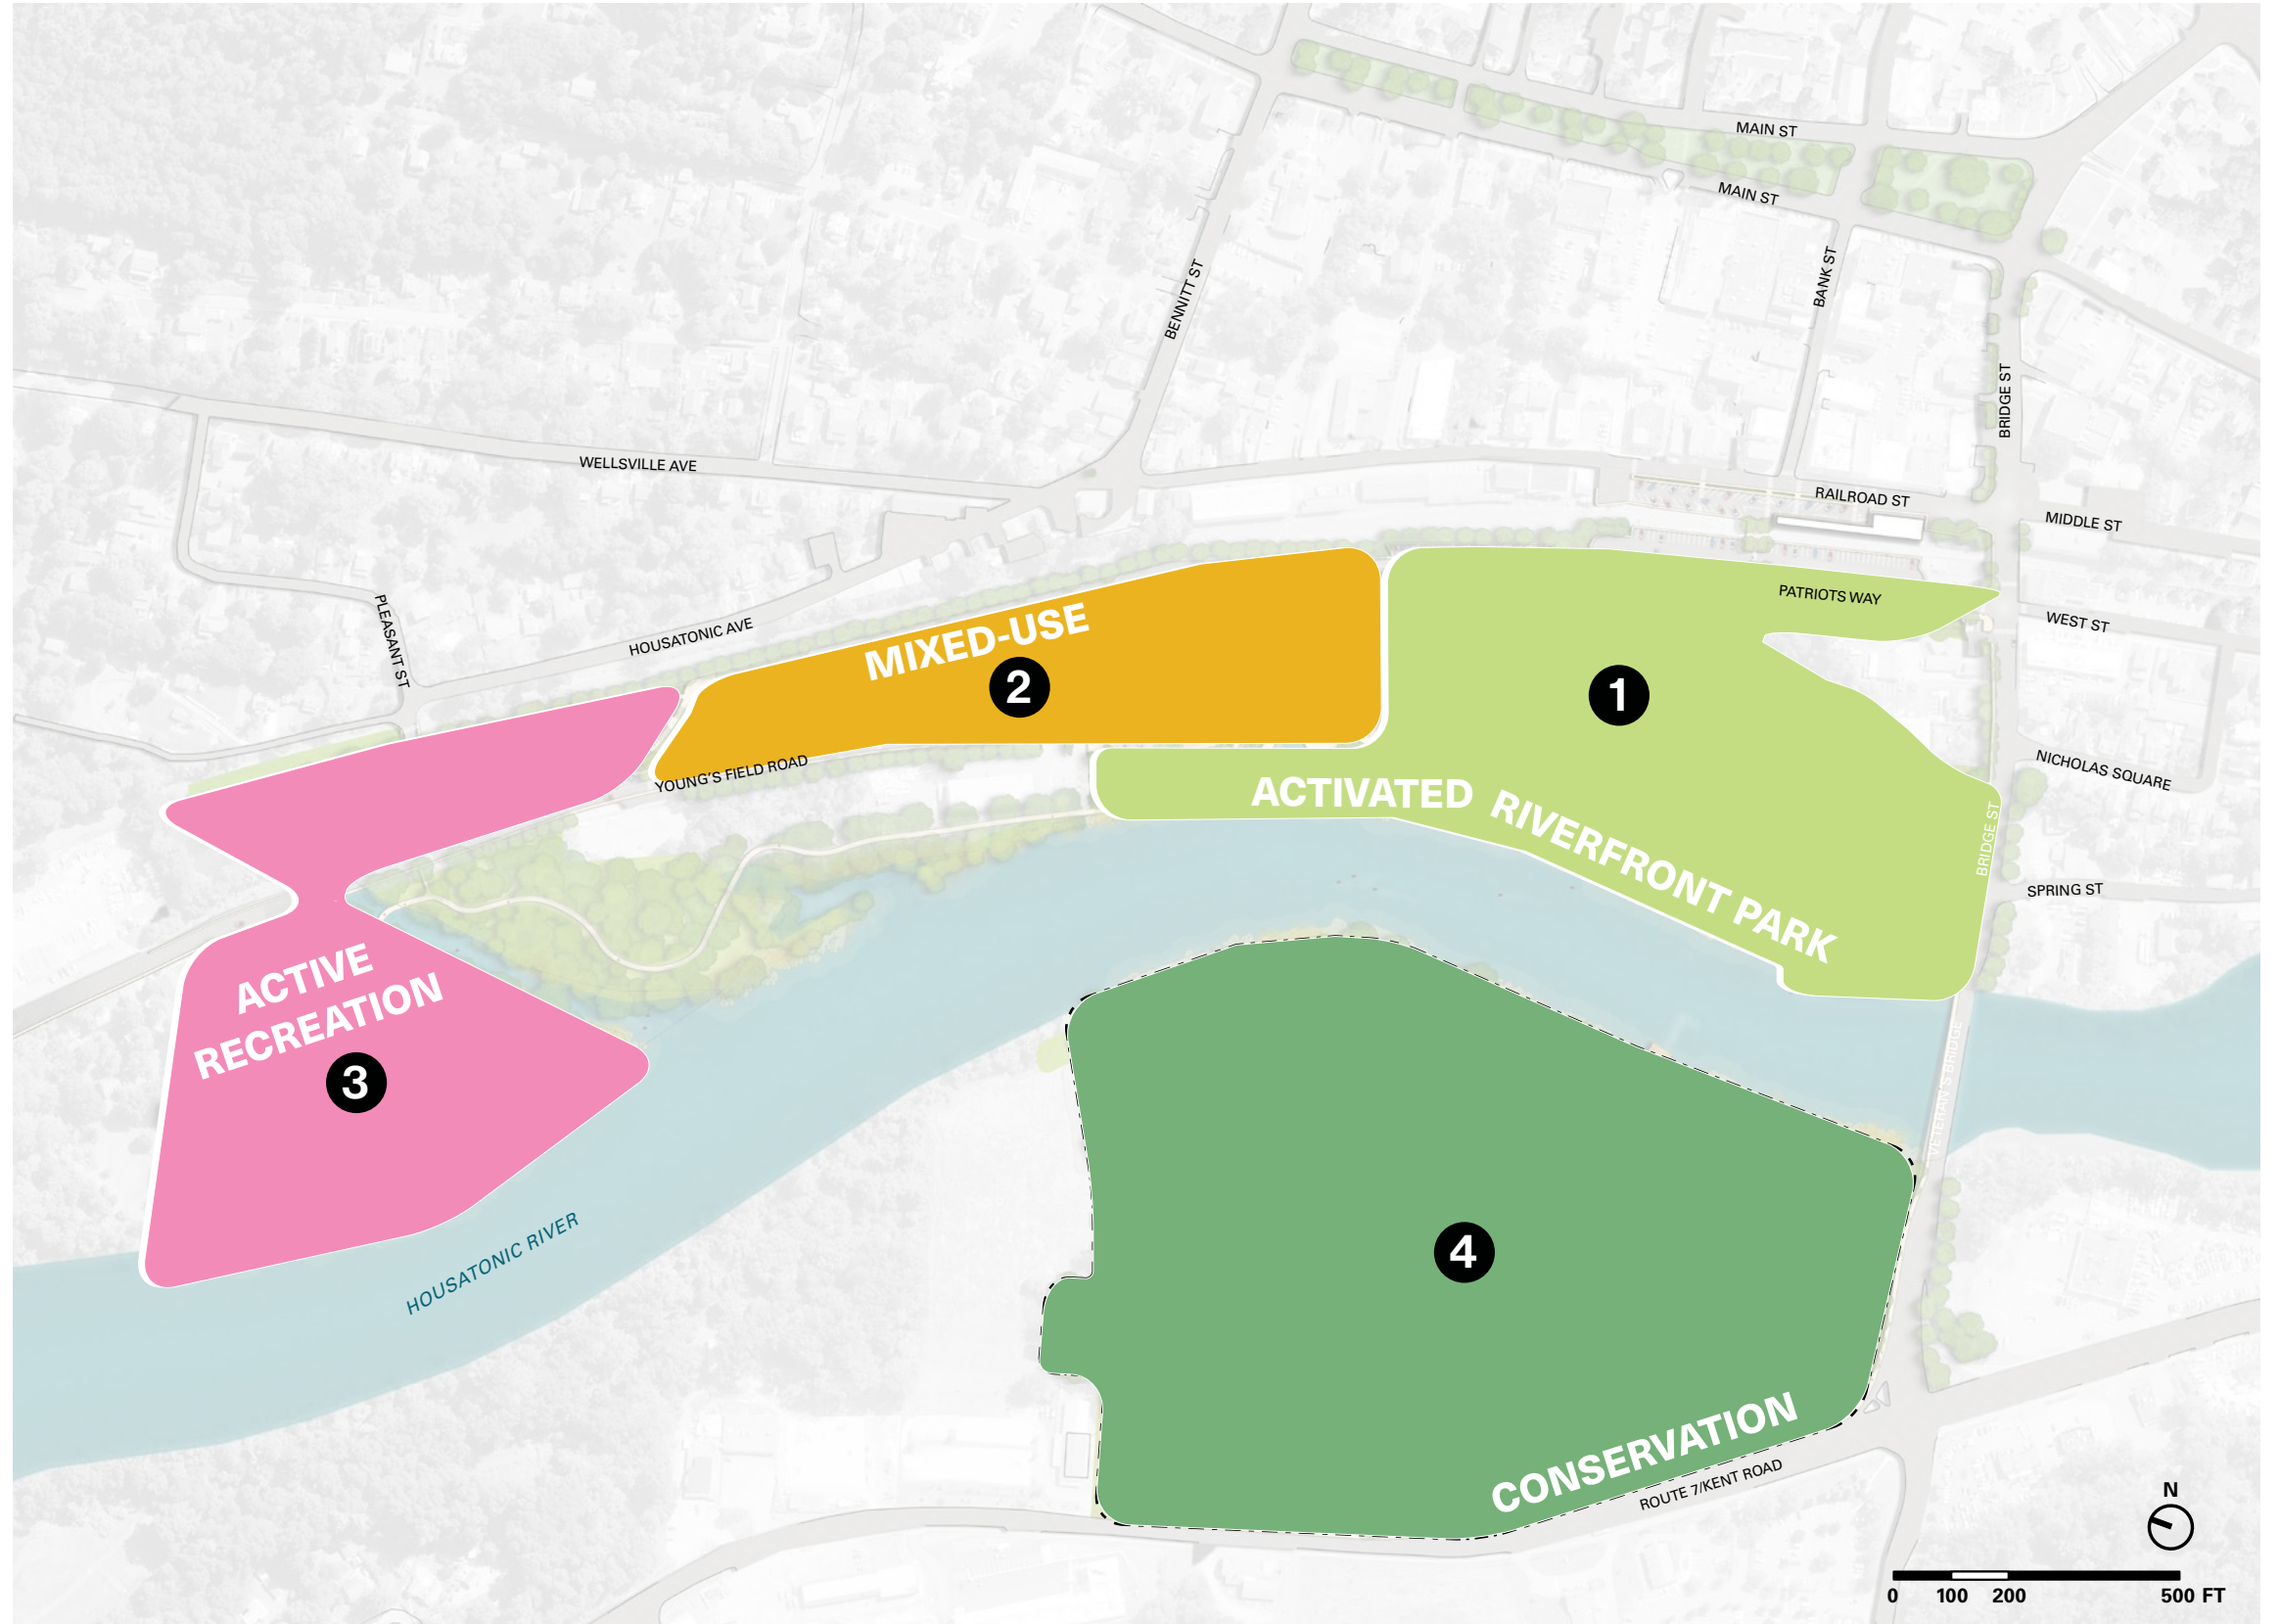 MAIN ST
MAIN ST
BANK ST
BENNITT ST
BRIDGE ST
WELLSVILLE AVE
RAILROAD ST
MIDDLE ST
PATRIOTS WAY
WEST ST
PLEASANT ST
HOUSATONIC AVE
MIXED-USE
2
1
YOUNG'S FIELD ROAD
NICHOLAS SQUARE
ACTIVATED RIVERFRONT PARK
BRIDGE ST
SPRING ST
ACTIVE
RECREATION
3
VETERAN'S BRIDGE
HOUSATONIC RIVER
4
CONSERVATION
ROUTE 7/KENT ROAD
N
0 100 200 500 FT